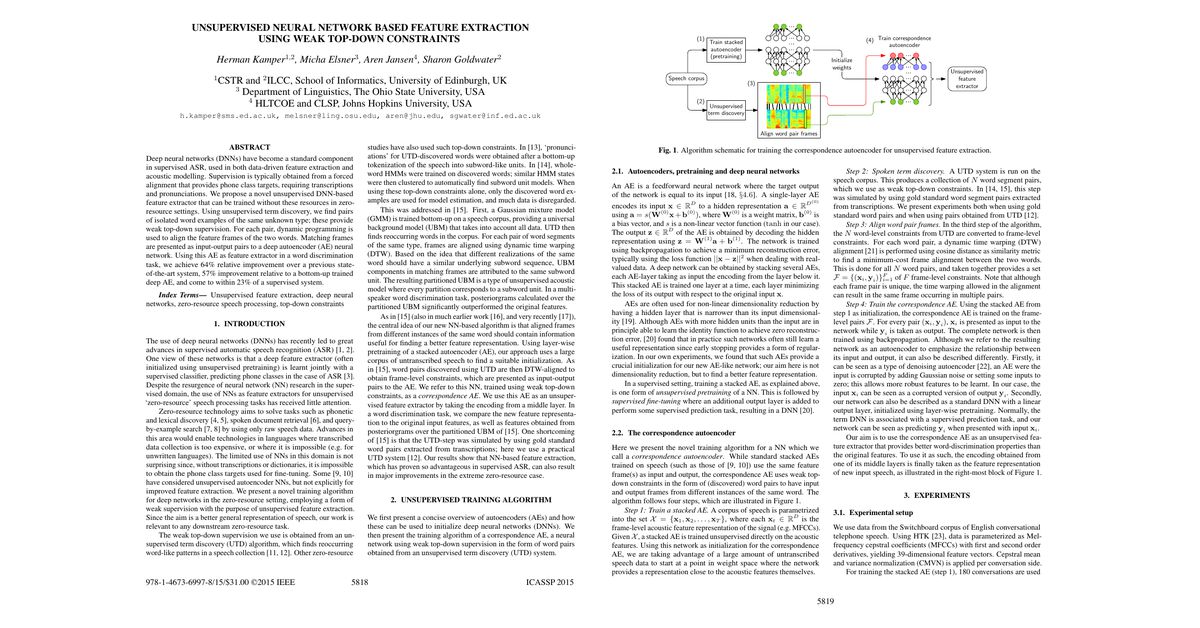 UNSUPERVISED NEURAL NETWORK BASED FEATURE EXTRACTION
USING WEAK TOP-DOWN CONSTRAINTS
Herman Kamper1,2, Micha Elsner3, Aren Jansen4, Sharon Goldwater2
1CSTR and 2ILCC, School of Informatics, University of Edinburgh, UK
3 Department of Linguistics, The Ohio State University, USA
4 HLTCOE and CLSP, Johns Hopkins University, USA
h.kamper@sms.ed.ac.uk, melsner@ling.osu.edu, aren@jhu.edu, sgwater@inf.ed.ac.uk
ABSTRACT
Deep neural networks (DNNs) have become a standard component
in supervised ASR, used in both data-driven feature extraction and
acoustic modelling. Supervision is typically obtained from a forced
alignment that provides phone class targets, requiring transcriptions
and pronunciations. We propose a novel unsupervised DNN-based
feature extractor that can be trained without these resources in zero-
resource settings. Using unsupervised term discovery, we find pairs
of isolated word examples of the same unknown type; these provide
weak top-down supervision. For each pair, dynamic programming
is used to align the feature frames of the two words. Matching frames
are presented as input-output pairs to a deep autoencoder (AE) neural
network. Using this AE as feature extractor in a word discrimination
task, we achieve 64% relative improvement over a previous state-
of-the-art system, 57% improvement relative to a bottom-up trained
deep AE, and come to within 23% of a supervised system.
Index Terms— Unsupervised feature extraction, deep neural
networks, zero-resource speech processing, top-down constraints
1. INTRODUCTION
The use of deep neural networks (DNNs) has recently led to great
advances in supervised automatic speech recognition (ASR) [1, 2].
One view of these networks is that a deep feature extractor (often
initialized using unsupervised pretraining) is learnt jointly with a
supervised classifier, predicting phone classes in the case of ASR [3].
Despite the resurgence of neural network (NN) research in the super-
vised domain, the use of NNs as feature extractors for unsupervised
'zero-resource' speech processing tasks has received little attention.
Zero-resource technology aims to solve tasks such as phonetic
and lexical discovery [4, 5], spoken document retrieval [6], and query-
by-example search [7, 8] by using only raw speech data. Advances in
this area would enable technologies in languages where transcribed
data collection is too expensive, or where it is impossible (e.g. for
unwritten languages). The limited use of NNs in this domain is not
surprising since, without transcriptions or dictionaries, it is impossible
to obtain the phone class targets used for fine-tuning. Some [9, 10]
have considered unsupervised autoencoder NNs, but not explicitly for
improved feature extraction. We present a novel training algorithm
for deep networks in the zero-resource setting, employing a form of
weak supervision with the purpose of unsupervised feature extraction.
Since the aim is a better general representation of speech, our work is
relevant to any downstream zero-resource task.
The weak top-down supervision we use is obtained from an un-
supervised term discovery (UTD) algorithm, which finds reoccurring
word-like patterns in a speech collection [11, 12]. Other zero-resource
studies have also used such top-down constraints. In [13], 'pronunci-
ations' for UTD-discovered words were obtained after a bottom-up
tokenization of the speech into subword-like units. In [14], whole-
word HMMs were trained on discovered words; similar HMM states
were then clustered to automatically find subword unit models. When
using these top-down constraints alone, only the discovered word ex-
amples are used for model estimation, and much data is disregarded.
This was addressed in [15]. First, a Gaussian mixture model
(GMM) is trained bottom-up on a speech corpus, providing a universal
background model (UBM) that takes into account all data. UTD then
finds reoccurring words in the corpus. For each pair of word segments
of the same type, frames are aligned using dynamic time warping
(DTW). Based on the idea that different realizations of the same word
should have a similar underlying subword sequence, UBM
components in matching frames are attributed to the same subword
unit. The resulting partitioned UBM is a type of unsupervised acoustic
model where every partition corresponds to a subword unit. In a multi-
speaker word discrimination task, posteriorgrams calculated over the
partitioned UBM significantly outperformed the original features.
As in [15] (also in much earlier work [16], and very recently [17]),
the central idea of our new NN-based algorithm is that aligned frames
from different instances of the same word should contain information
useful for finding a better feature representation. Using layer-wise
pretraining of a stacked autoencoder (AE), our approach uses a large
corpus of untranscribed speech to find a suitable initialization. As
in [15], word pairs discovered using UTD are then DTW-aligned to
obtain frame-level constraints, which are presented as input-output
pairs to the AE. We refer to this NN, trained using weak top-down
constraints, as a correspondence AE. We use this AE as an unsuper-
vised feature extractor by taking the encoding from a middle layer. In
a word discrimination task, we compare the new feature representa-
tion to the original input features, as well as features obtained from
posteriorgrams over the partitioned UBM of [15]. One shortcoming
of [15] is that the UTD-step was simulated by using gold standard
word pairs extracted from transcriptions; here we use a practical
UTD system [12]. Our results show that NN-based feature extraction,
which has proven so advantageous in supervised ASR, can also result
in major improvements in the extreme zero-resource case.
2. UNSUPERVISED TRAINING ALGORITHM
We first present a concise overview of autoencoders (AEs) and how
these can be used to initialize deep neural networks (DNNs). We
then present the training algorithm of a correspondence AE, a neural
network using weak top-down constraints in the form of word pairs
obtained from an unsupervised term discovery (UTD) system.
978-1-4673-6997-8/15/$31.00 ©2015 IEEE
5818
ICASSP 2015
(1)
Train stacked
autoencoder
(pretraining)
Speech corpus
(2)
Unsupervised
term discovery
(3)
Align word pair frames
Initialize
weights
(4)
Train correspondence
autoencoder
Unsupervised
feature
extractor
Fig. 1. Algorithm schematic for training the correspondence autoencoder for unsupervised feature extraction.
2.1. Autoencoders, pretraining and deep neural networks
An AE is a feedforward neural network where the target output
of the network is equal to its input [18, §4.6]. A single-layer AE
encodes its input x ∈ ℝ^D to a hidden representation a ∈ ℝ^D(0)
using a = s(W(0)x+b(0)), where W(0) is a weight matrix, b(0) is
a bias vector, and s is a non-linear vector function (tanh in our case).
The output z ∈ ℝ^D of the AE is obtained by decoding the hidden
representation using z = W(1)a + b(1). The network is trained
using backpropagation to achieve a minimum reconstruction error,
typically using the loss function ||x − z||² when dealing with real-
valued data. A deep network can be obtained by stacking several AEs,
each AE-layer taking as input the encoding from the layer below it.
This stacked AE is trained one layer at a time, each layer minimizing
the loss of its output with respect to the original input x.
AEs are often used for non-linear dimensionality reduction by
having a hidden layer that is narrower than its input dimensional-
ity [19]. Although AEs with more hidden units than the input are in
principle able to learn the identity function to achieve zero reconstruc-
tion error, [20] found that in practice such networks often still learn a
useful representation since early stopping provides a form of regular-
ization. In our own experiments, we found that such AEs provide a
crucial initialization for our new AE-like network; our aim here is not
dimensionality reduction, but to find a better feature representation.
In a supervised setting, training a stacked AE, as explained above,
is one form of unsupervised pretraining of a NN. This is followed by
supervised fine-tuning where an additional output layer is added to
perform some supervised prediction task, resulting in a DNN [20].
2.2. The correspondence autoencoder
Here we present the novel training algorithm for a NN which we
call a correspondence autoencoder. While standard stacked AEs
trained on speech (such as those of [9, 10]) use the same feature
frame(s) as input and output, the correspondence AE uses weak top-
down constraints in the form of (discovered) word pairs to have input
and output frames from different instances of the same word. The
algorithm follows four steps, which are illustrated in Figure 1.
Step 1: Train a stacked AE. A corpus of speech is parametrized
into the set X = {x1, x2, . . . , xT}, where each xt ∈ ℝ^D is the
frame-level acoustic feature representation of the signal (e.g. MFCCs).
Given X, a stacked AE is trained unsupervised directly on the acoustic
features. Using this network as initialization for the correspondence
AE, we are taking advantage of a large amount of untranscribed
speech data to start at a point in weight space where the network
provides a representation close to the acoustic features themselves.
Step 2: Spoken term discovery. A UTD system is run on the
speech corpus. This produces a collection of N word segment pairs,
which we use as weak top-down constraints. In [14, 15], this step
was simulated by using gold standard word segment pairs extracted
from transcriptions. We present experiments both when using gold
standard word pairs and when using pairs obtained from UTD [12].
Step 3: Align word pair frames. In the third step of the algorithm,
the N word-level constraints from UTD are converted to frame-level
constraints. For each word pair, a dynamic time warping (DTW)
alignment [21] is performed using cosine distance as similarity metric
to find a minimum-cost frame alignment between the two words.
This is done for all N word pairs, and taken together provides a set
F = {(xi, yi)}F i=1 of F frame-level constraints. Note that although
each frame pair is unique, the time warping allowed in the alignment
can result in the same frame occurring in multiple pairs.
Step 4: Train the correspondence AE. Using the stacked AE from
step 1 as initialization, the correspondence AE is trained on the frame-
level pairs F. For every pair (xi, yi), xi is presented as input to the
network while yi is taken as output. The complete network is then
trained using backpropagation. Although we refer to the resulting
network as an autoencoder to emphasize the relationship between
its input and output, it can also be described differently. Firstly, it
can be seen as a type of denoising autoencoder [22], an AE were the
input is corrupted by adding Gaussian noise or setting some inputs to
zero; this allows more robust features to be learnt. In our case, the
input xi can be seen as a corrupted version of output yi. Secondly,
our network can also be described as a standard DNN with a linear
output layer, initialized using layer-wise pretraining. Normally, the
term DNN is associated with a supervised prediction task, and our
network can be seen as predicting yi when presented with input xi.
Our aim is to use the correspondence AE as an unsupervised fea-
ture extractor that provides better word-discrimination properties than
the original features. To use it as such, the encoding obtained from
one of its middle layers is finally taken as the feature representation
of new input speech, as illustrated in the right-most block of Figure 1.
3. EXPERIMENTS
3.1. Experimental setup
We use data from the Switchboard corpus of English conversational
telephone speech. Using HTK [23], data is parameterized as Mel-
frequency cepstral coefficients (MFCCs) with first and second order
derivatives, yielding 39-dimensional feature vectors. Cepstral mean
and variance normalization (CMVN) is applied per conversation side.
For training the stacked AE (step 1), 180 conversations are used
5819